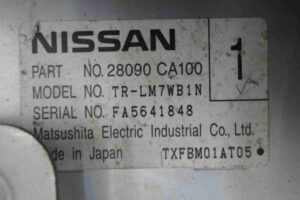 NISSAN
1
PART NO. 28090 CA100
MODEL NO. TR-LM7WB1N
SERIAL NO. FA5641848
Matsushita Electric Industrial Co., Ltd.
Made in Japan TXFBM01AT05